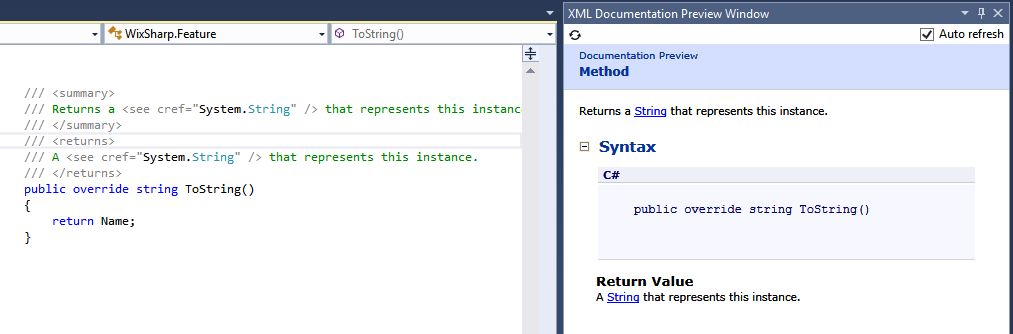 WixSharp.Feature
ToString()
/// <summary>
/// Returns a <see cref="System.String" /> that represents this instanc
/// </summary>
/// <returns>
/// A <see cref="System.String" /> that represents this instance.
/// </returns>
public override string ToString()
{
return Name;
}
XML Documentation Preview Window
Auto refresh
Documentation Preview
Method
Returns a String that represents this instance.
Syntax
C#
public override string ToString()
Return Value
A String that represents this instance.